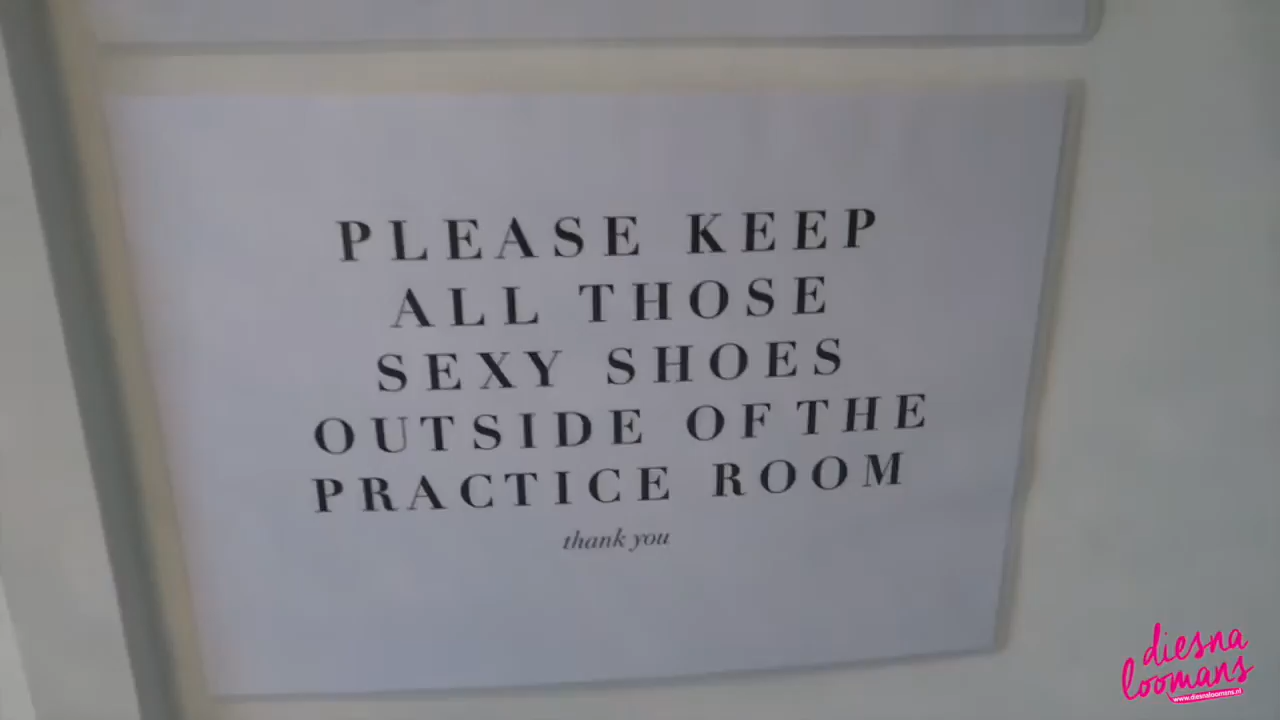 PLEASE KEEP
ALL THOSE
SEXY SHOES
OUTSIDE OF THE
PRACTICE ROOM
thank you
diesna
loomans
www.diesnaloomans.nl